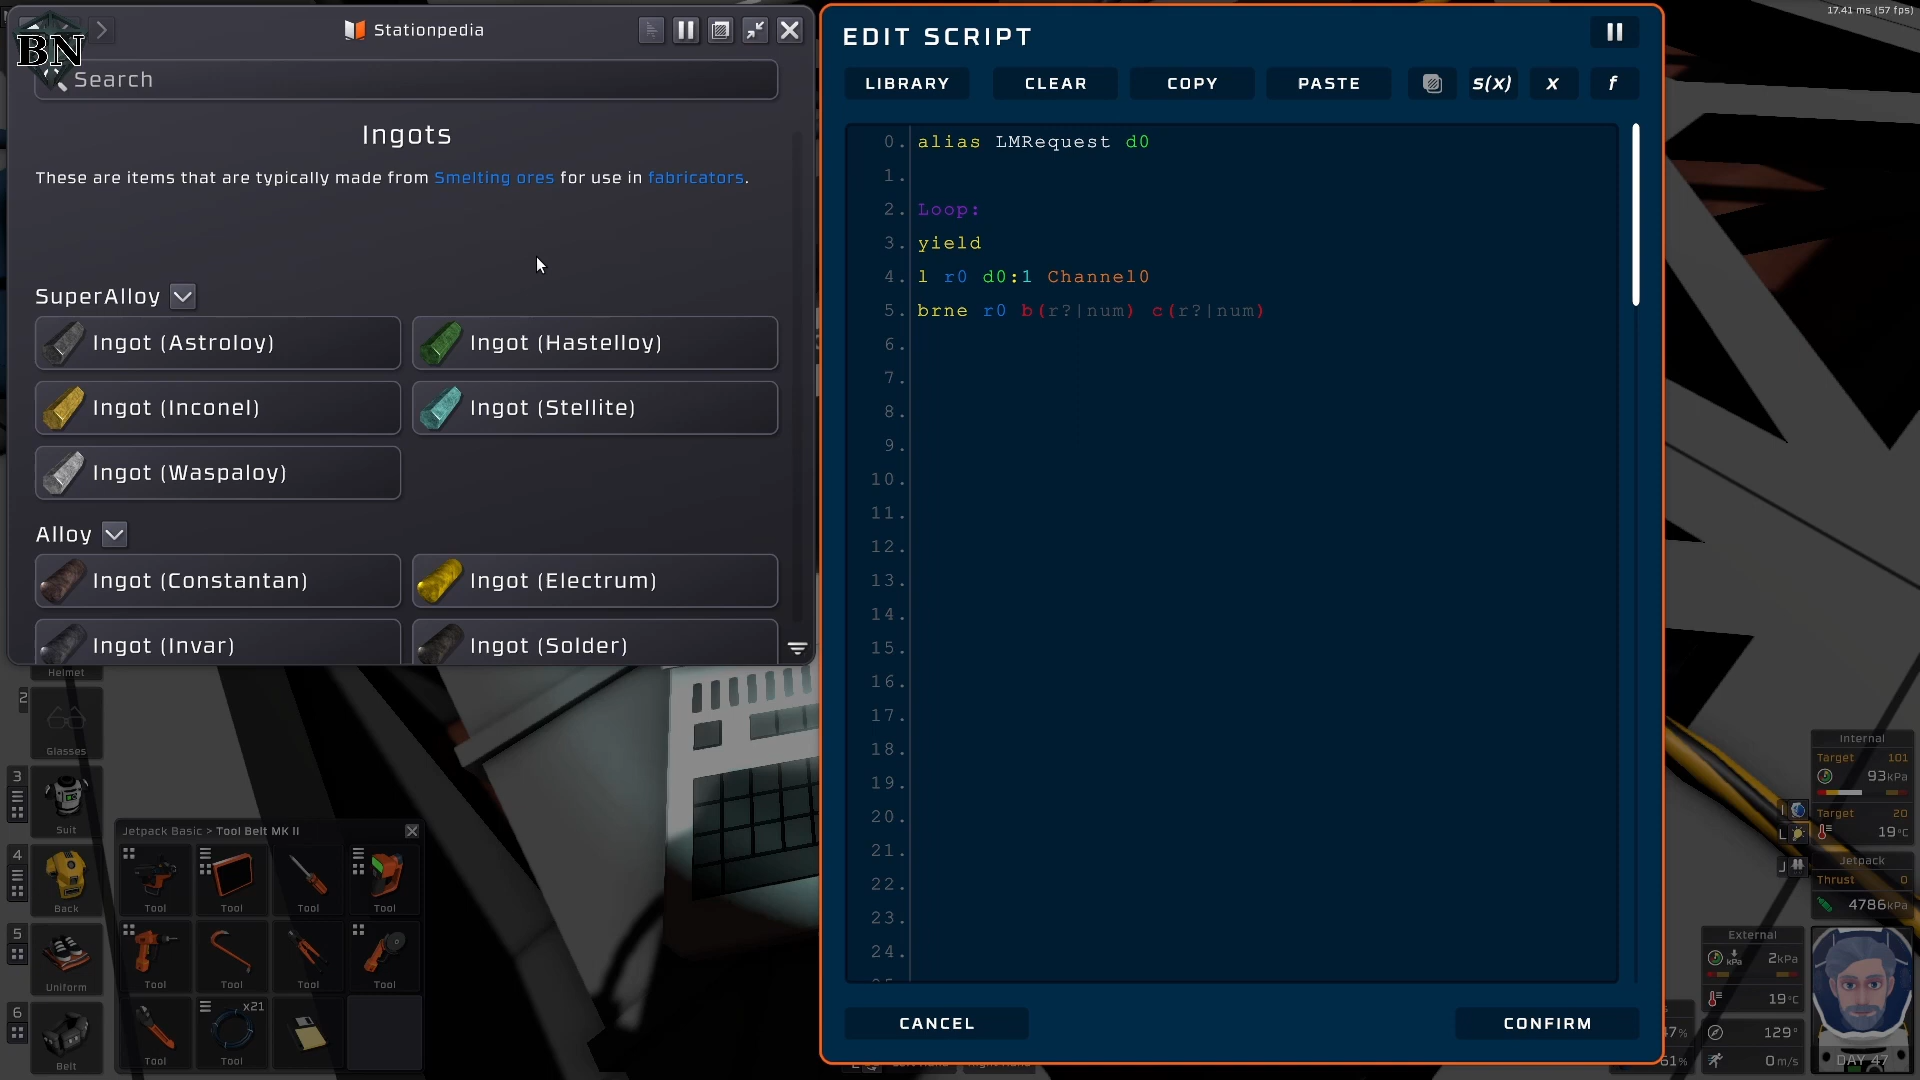 17.41 ms (57 fps)
BN
Stationpedia
Search
Ingots
These are items that are typically made from Smelting ores for use in fabricators.
SuperAlloy
Ingot (Astroloy)
Ingot (Hastelloy)
Ingot (Inconel)
Ingot (Stellite)
Ingot (Waspaloy)
Alloy
Ingot (Constantan)
Ingot (Electrum)
Ingot (Invar)
Ingot (Solder)
EDIT SCRIPT
LIBRARY
CLEAR
COPY
PASTE
s(x)
x
f
0. alias LMRequest d0
1.
2. Loop:
3. yield
4. l r0 d0:1 Channel0
5. brne r0 b(r?|num) c(r?|num)
6.
7.
8.
9.
10.
11.
12.
13.
14.
15.
16.
17.
18.
19.
20.
21.
22.
23.
24.
CANCEL
CONFIRM
Helmet
2
Glasses
3
Suit
4
Back
5
Uniform
6
Belt
Jetpack Basic > Tool Belt MK II
Tool
Tool
Tool
Tool
Tool
Tool
Tool
Tool
Tool
x21
Tool
Internal
Target 101
93kPa
Target 20
19°C
Jetpack
Thrust 0
4786kPa
External
kPa
2kPa
19°C
129°
0m/s
DAY 47